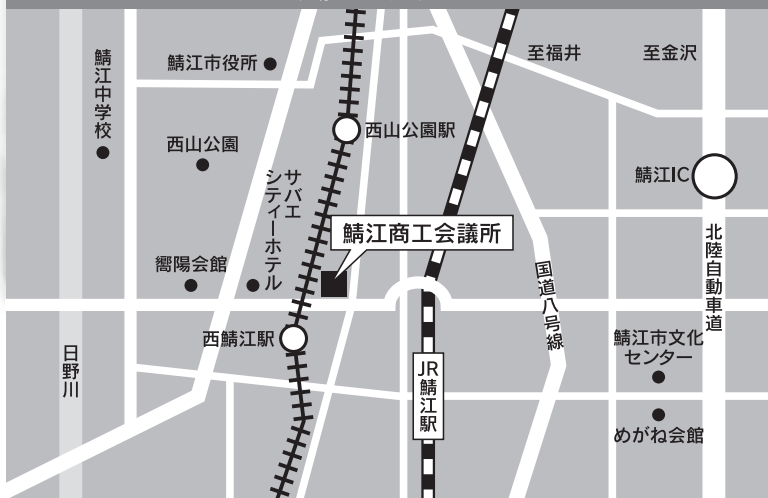 鯖江中学校
鯖江市役所
西山公園
西山公園駅
至福井
至金沢
鯖江IC
サバエ
シティーホテル
鯖江商工会議所
嚮陽会館
西鯖江駅
日野川
国道八号線
北陸自動車道
JR鯖江駅
鯖江市文化
センター
めがね会館